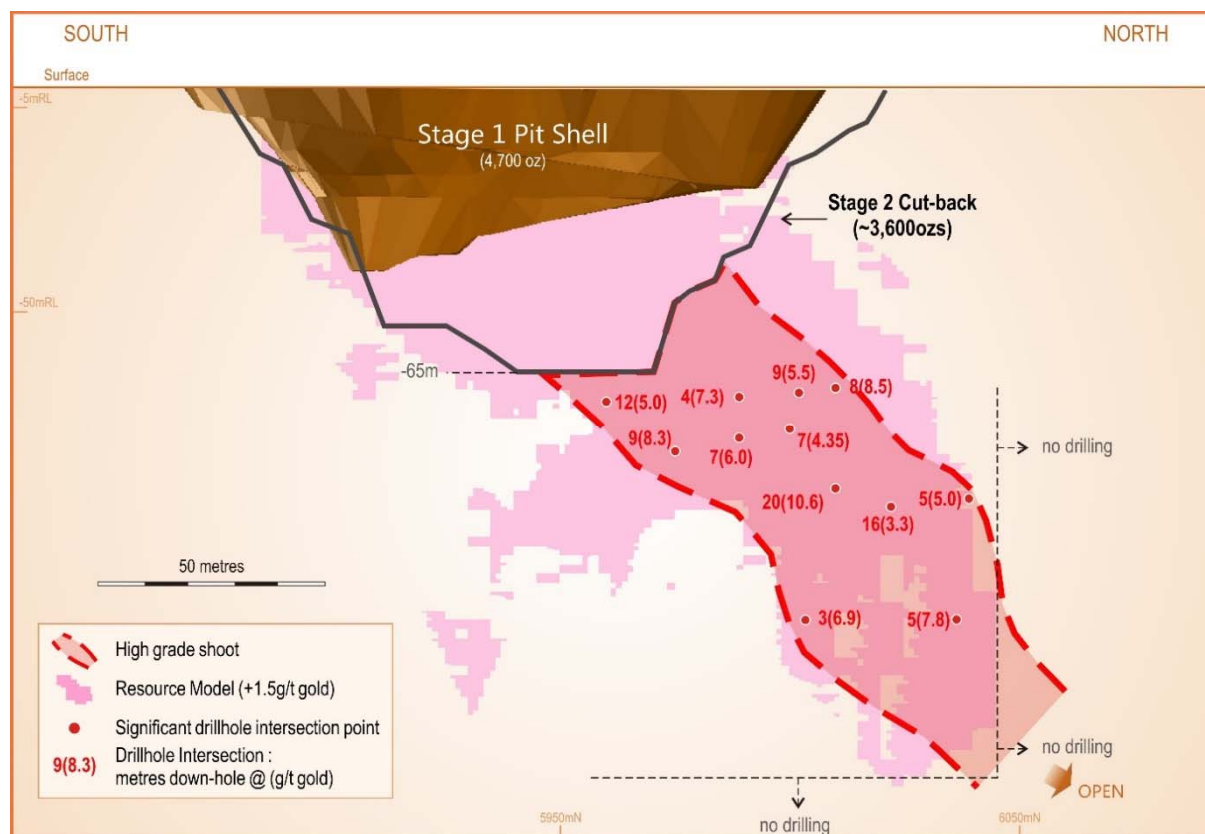 SOUTH
NORTH
Surface
-5mRL
Stage 1 Pit Shell
(4,700 oz)
Stage 2 Cut-back
(~3,600ozs)
-50mRL
-65m
9(5.5)
8(8.5)
12(5.0)
4(7.3)
9(8.3)
7(6.0)
7(4.35)
no drilling
20(10.6)
5(5.0)
16(3.3)
50 metres
3(6.9)
5(7.8)
High grade shoot
Resource Model (+1.5g/t gold)
Significant drillhole intersection point
9(8.3)
Drillhole Intersection :
metres down-hole @ (g/t gold)
no drilling
OPEN
5950mN
no drilling
6050mN